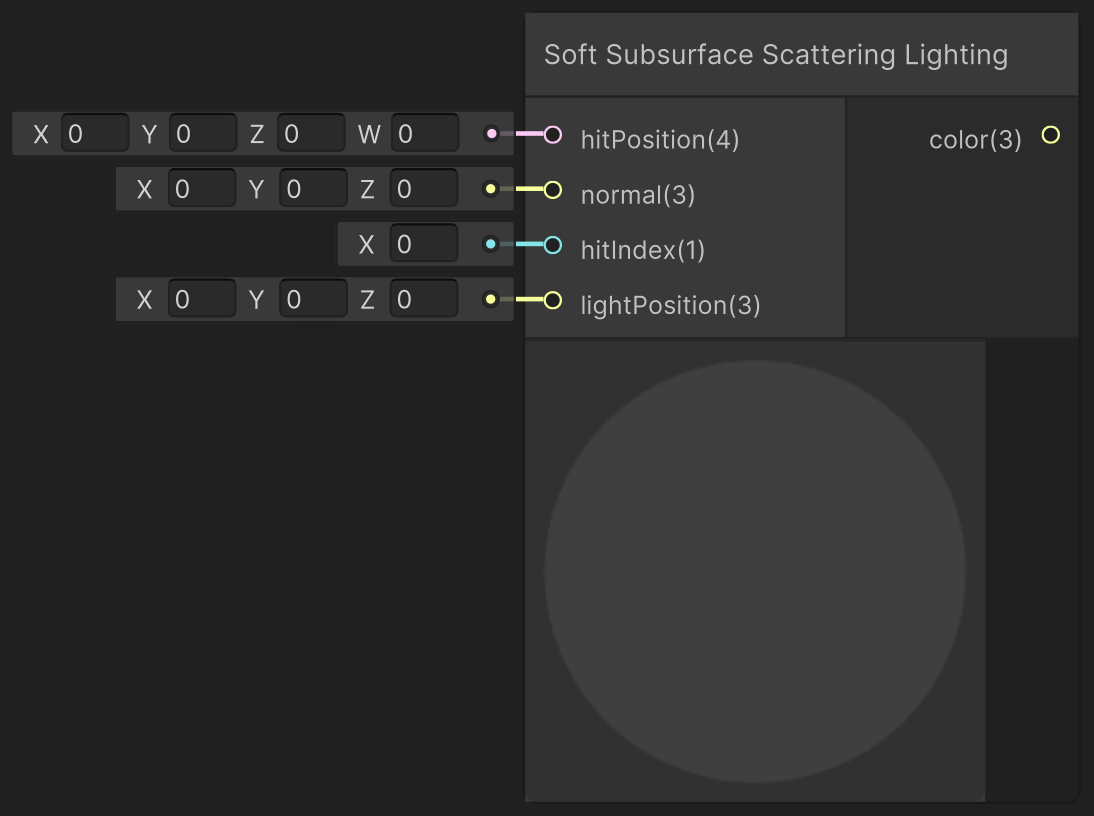 Soft Subsurface Scattering Lighting
X 0 Y 0 Z 0 W 0 hitPosition(4) color(3)
X 0 Y 0 Z 0 normal(3)
X 0 hitIndex(1)
X 0 Y 0 Z 0 lightPosition(3)